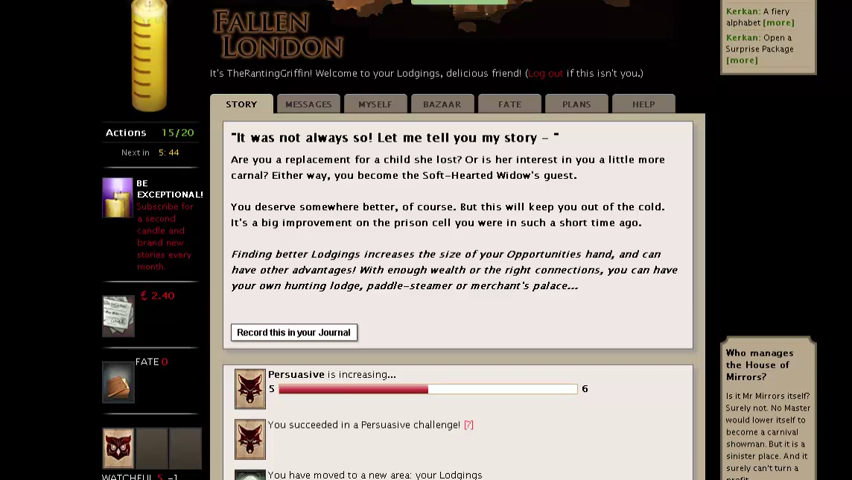 FALLEN
LONDON
It's TheRantingGriffin! Welcome to your Lodgings, delicious friend! (Log out if this isn't you.)
STORY MESSAGES MYSELF BAZAAR FATE PLANS HELP
Actions 15/20
Next in 5:44
BE
EXCEPTIONAL!
Subscribe for
a second
candle and
brand new
stories every
month.
£ 2.40
FATE 0
WATCHFUL 5 -1
"It was not always so! Let me tell you my story - "
Are you a replacement for a child she lost? Or is her interest in you a little more
carnal? Either way, you become the Soft-Hearted Widow's guest.
You deserve somewhere better, of course. But this will keep you out of the cold.
It's a big improvement on the prison cell you were in such a short time ago.
Finding better Lodgings increases the size of your Opportunities hand, and can
have other advantages! With enough wealth or the right connections, you can have
your own hunting lodge, paddle-steamer or merchant's palace...
Record this in your Journal
Persuasive is increasing...
5 6
You succeeded in a Persuasive challenge! [?]
You have moved to a new area: your Lodgings
Kerkan: A fiery
alphabet [more]
Kerkan: Open a
Surprise Package
[more]
Who manages
the House of
Mirrors?
Is it Mr Mirrors itself?
Surely not. No Master
would lower itself to
become a carnival
showman. But it is a
sinister place. And it
surely can't turn a
profit